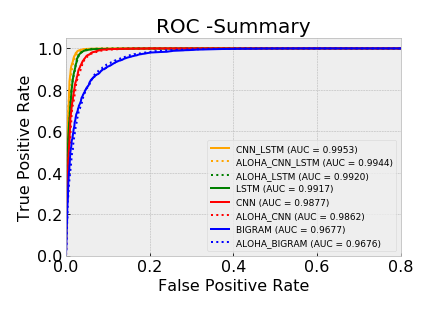 ROC -Summary
True Positive Rate
1.0
0.8
0.6
0.4
0.2
0.0
CNN_LSTM (AUC = 0.9953)
ALOHA_CNN_LSTM (AUC = 0.9944)
ALOHA_LSTM (AUC = 0.9920)
LSTM (AUC = 0.9917)
CNN (AUC = 0.9877)
ALOHA_CNN (AUC = 0.9862)
BIGRAM (AUC = 0.9677)
ALOHA_BIGRAM (AUC = 0.9676)
0.0 0.2 0.4 0.6 0.8
False Positive Rate